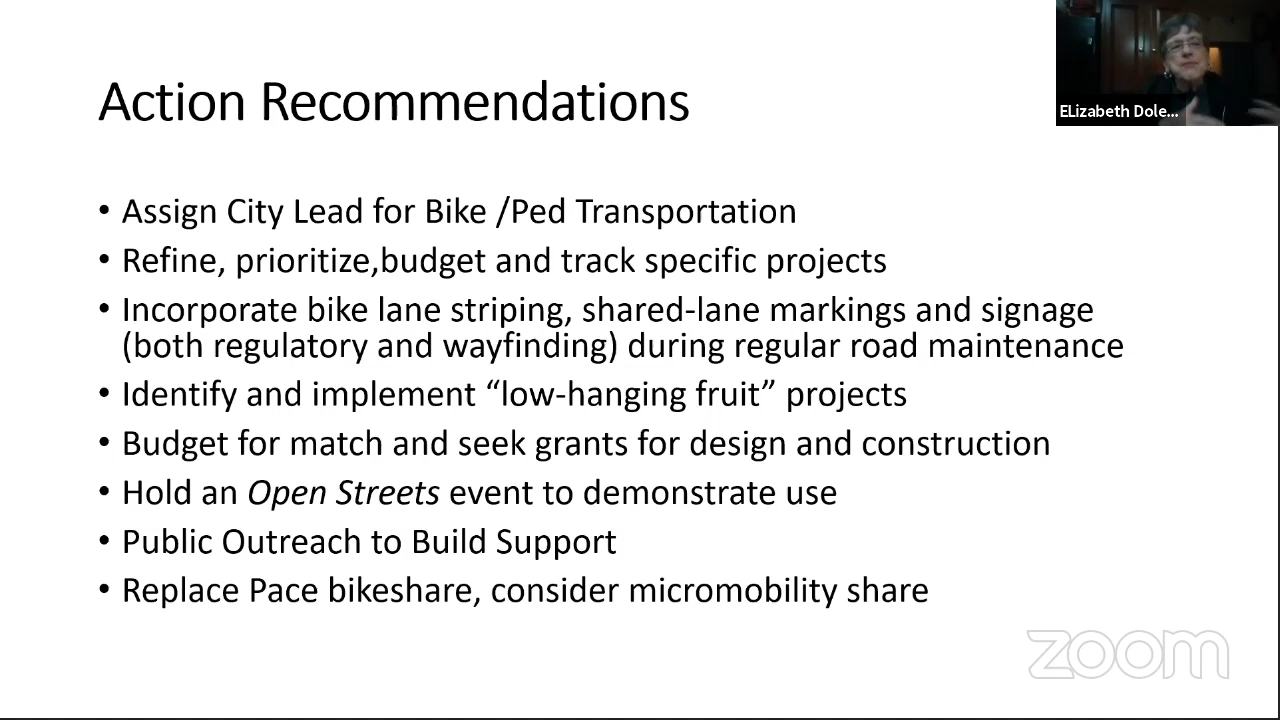 Action Recommendations
ELizabeth Dole...
• Assign City Lead for Bike /Ped Transportation
• Refine, prioritize,budget and track specific projects
• Incorporate bike lane striping, shared-lane markings and signage
(both regulatory and wayfinding) during regular road maintenance
• Identify and implement “low-hanging fruit” projects
• Budget for match and seek grants for design and construction
• Hold an Open Streets event to demonstrate use
• Public Outreach to Build Support
• Replace Pace bikeshare, consider micromobility share
zoom